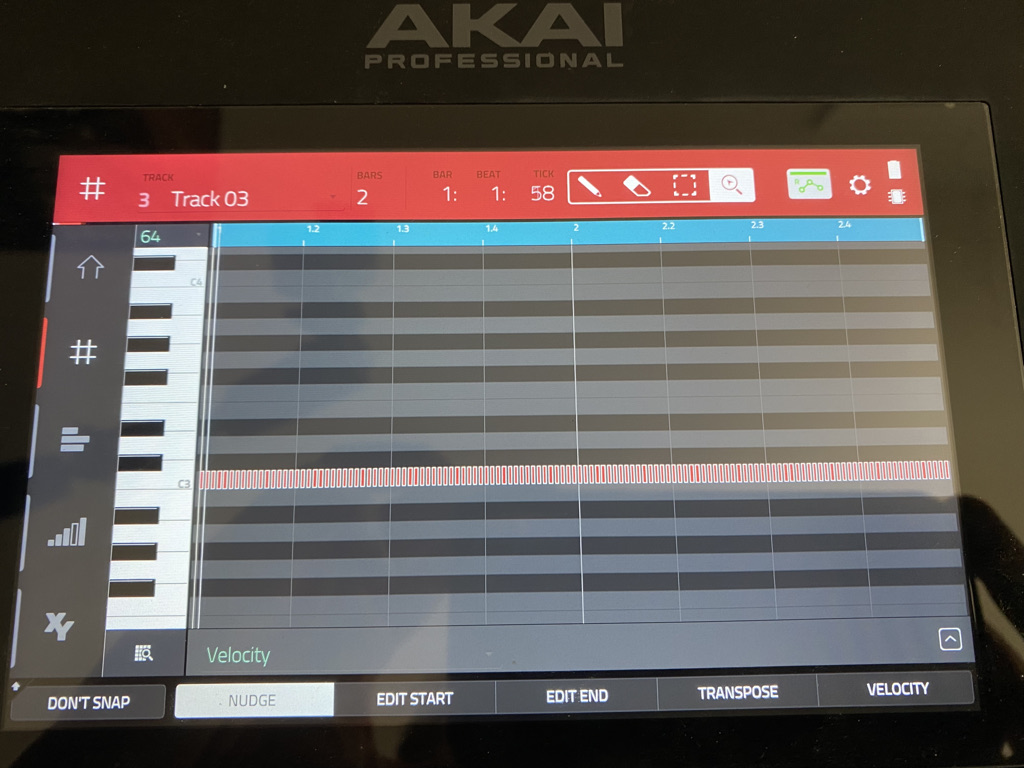 AKAI
PROFESSIONAL
TRACK BARS BAR BEAT TICK
3 Track 03 2 1: 1: 58
R
64
1.2 1.3 1.4 2 2.2 2.3 2.4
C4
C3
XY
Velocity
DON'T SNAP NUDGE EDIT START EDIT END TRANSPOSE VELOCITY